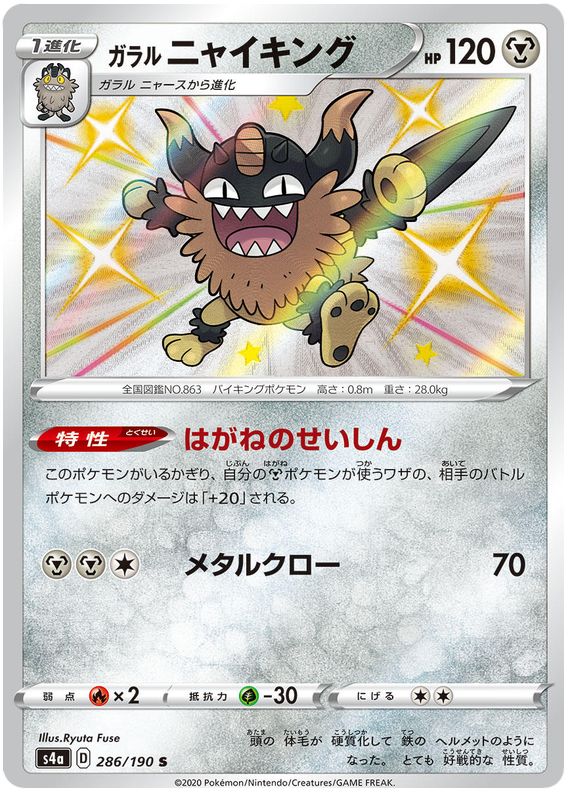 1進化
ガラル ニャイキング
HP 120
ガラル ニャースから進化
全国図鑑NO.863 バイキングポケモン 高さ:0.8m 重さ:28.0kg
特性 とくせい はがねのせいしん
このポケモンがいるかぎり、自分のポケモンが使うワザの、相手のバトル
ポケモンへのダメージは「+20」される。
メタルクロー 70
弱点 ×2 抵抗力 -30 にげる
Illus.Ryuta Fuse
頭の 体毛が 硬質化して 鉄の ヘルメットのように
なった。 とても 好戦的な 性質。
s4a D 286/190 S
©2020 Pokémon/Nintendo/Creatures/GAME FREAK.